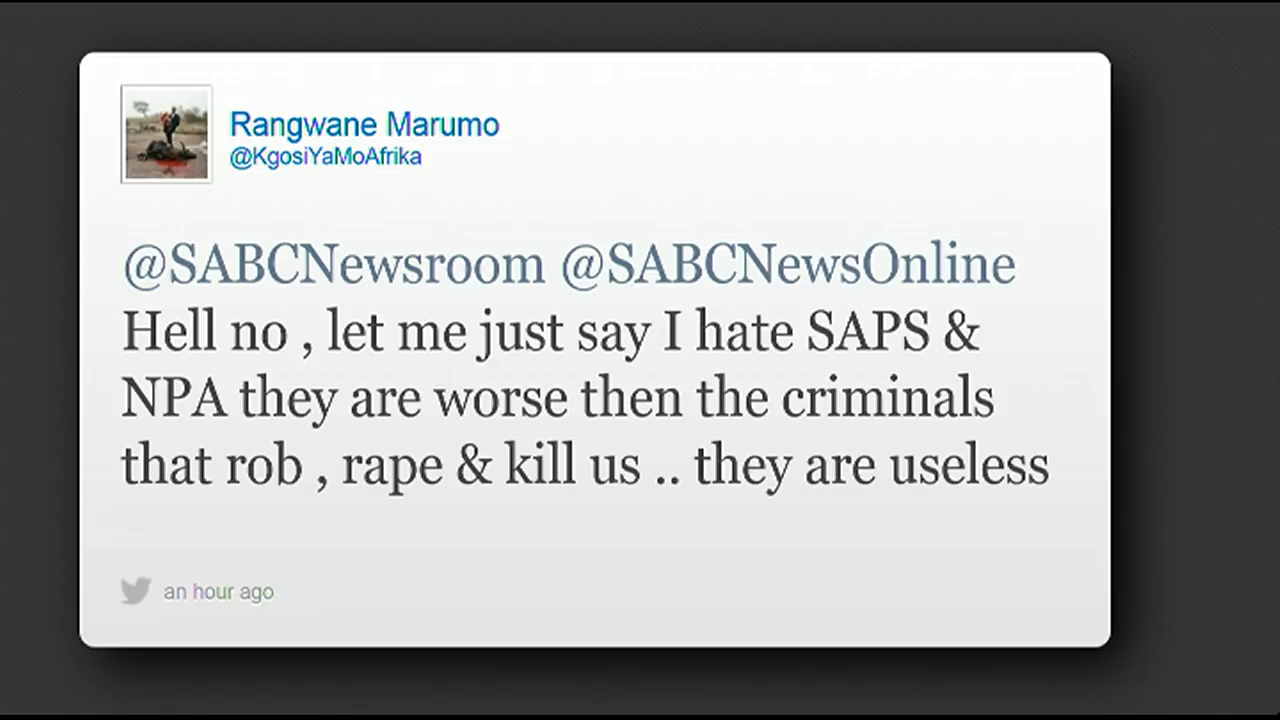 Rangwane Marumo
@KgosiYaMoAfrika
@SABCNewsroom @SABCNewsOnline
Hell no , let me just say I hate SAPS &
NPA they are worse then the criminals
that rob , rape & kill us .. they are useless
an hour ago